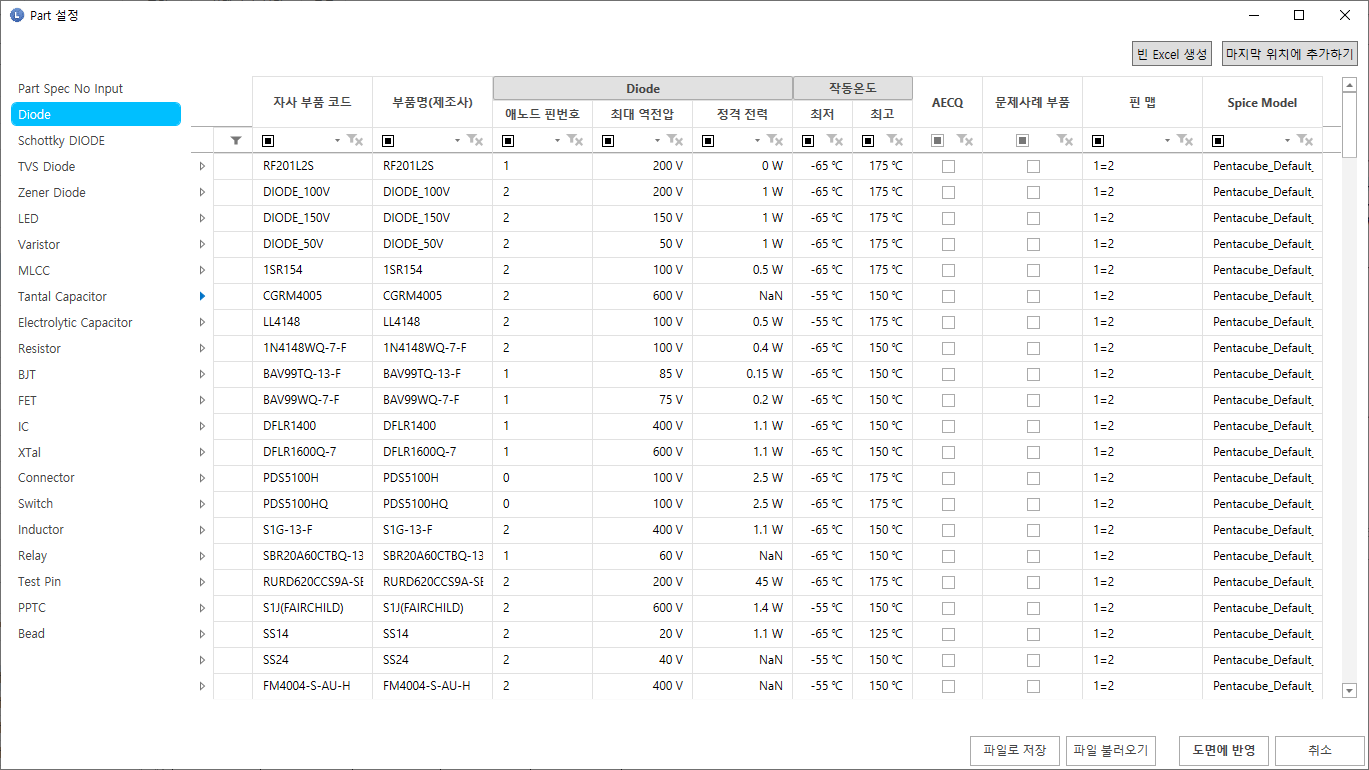 Part 설정
빈 Excel 생성 마지막 위치에 추가하기
Part Spec No Input
Diode
Schottky DIODE
TVS Diode
Zener Diode
LED
Varistor
MLCC
Tantal Capacitor
Electrolytic Capacitor
Resistor
BJT
FET
IC
XTal
Connector
Switch
Inductor
Relay
Test Pin
PPTC
Bead
자사 부품 코드 부품명(제조사) Diode 작동온도 AECQ 문제사례 부품 핀 맵 Spice Model
애노드 핀번호 최대 역전압 정격 전력 최저 최고
RF201L2S RF201L2S 1 200 V 0 W -65 ℃ 175 ℃ 1=2 Pentacube_Default_
DIODE_100V DIODE_100V 2 200 V 1 W -65 ℃ 175 ℃ 1=2 Pentacube_Default_
DIODE_150V DIODE_150V 2 150 V 1 W -65 ℃ 175 ℃ 1=2 Pentacube_Default_
DIODE_50V DIODE_50V 2 50 V 1 W -65 ℃ 175 ℃ 1=2 Pentacube_Default_
1SR154 1SR154 2 100 V 0.5 W -65 ℃ 175 ℃ 1=2 Pentacube_Default_
CGRM4005 CGRM4005 2 600 V NaN -55 ℃ 150 ℃ 1=2 Pentacube_Default_
LL4148 LL4148 2 100 V 0.5 W -55 ℃ 175 ℃ 1=2 Pentacube_Default_
1N4148WQ-7-F 1N4148WQ-7-F 2 100 V 0.4 W -65 ℃ 150 ℃ 1=2 Pentacube_Default_
BAV99TQ-13-F BAV99TQ-13-F 1 85 V 0.15 W -65 ℃ 150 ℃ 1=2 Pentacube_Default_
BAV99WQ-7-F BAV99WQ-7-F 1 75 V 0.2 W -65 ℃ 150 ℃ 1=2 Pentacube_Default_
DFLR1400 DFLR1400 1 400 V 1.1 W -65 ℃ 150 ℃ 1=2 Pentacube_Default_
DFLR1600Q-7 DFLR1600Q-7 1 600 V 1.1 W -65 ℃ 150 ℃ 1=2 Pentacube_Default_
PDS5100H PDS5100H 0 100 V 2.5 W -65 ℃ 175 ℃ 1=2 Pentacube_Default_
PDS5100HQ PDS5100HQ 0 100 V 2.5 W -65 ℃ 175 ℃ 1=2 Pentacube_Default_
S1G-13-F S1G-13-F 2 400 V 1.1 W -65 ℃ 150 ℃ 1=2 Pentacube_Default_
SBR20A60CTBQ-13 SBR20A60CTBQ-13 1 60 V NaN -65 ℃ 150 ℃ 1=2 Pentacube_Default_
RURD620CCS9A-SE RURD620CCS9A-SE 2 200 V 45 W -65 ℃ 175 ℃ 1=2 Pentacube_Default_
S1J(FAIRCHILD) S1J(FAIRCHILD) 2 600 V 1.4 W -55 ℃ 150 ℃ 1=2 Pentacube_Default_
SS14 SS14 2 20 V 1.1 W -65 ℃ 125 ℃ 1=2 Pentacube_Default_
SS24 SS24 2 40 V NaN -55 ℃ 150 ℃ 1=2 Pentacube_Default_
FM4004-S-AU-H FM4004-S-AU-H 2 400 V NaN -55 ℃ 150 ℃ 1=2 Pentacube_Default_
파일로 저장 파일 불러오기 도면에 반영 취소